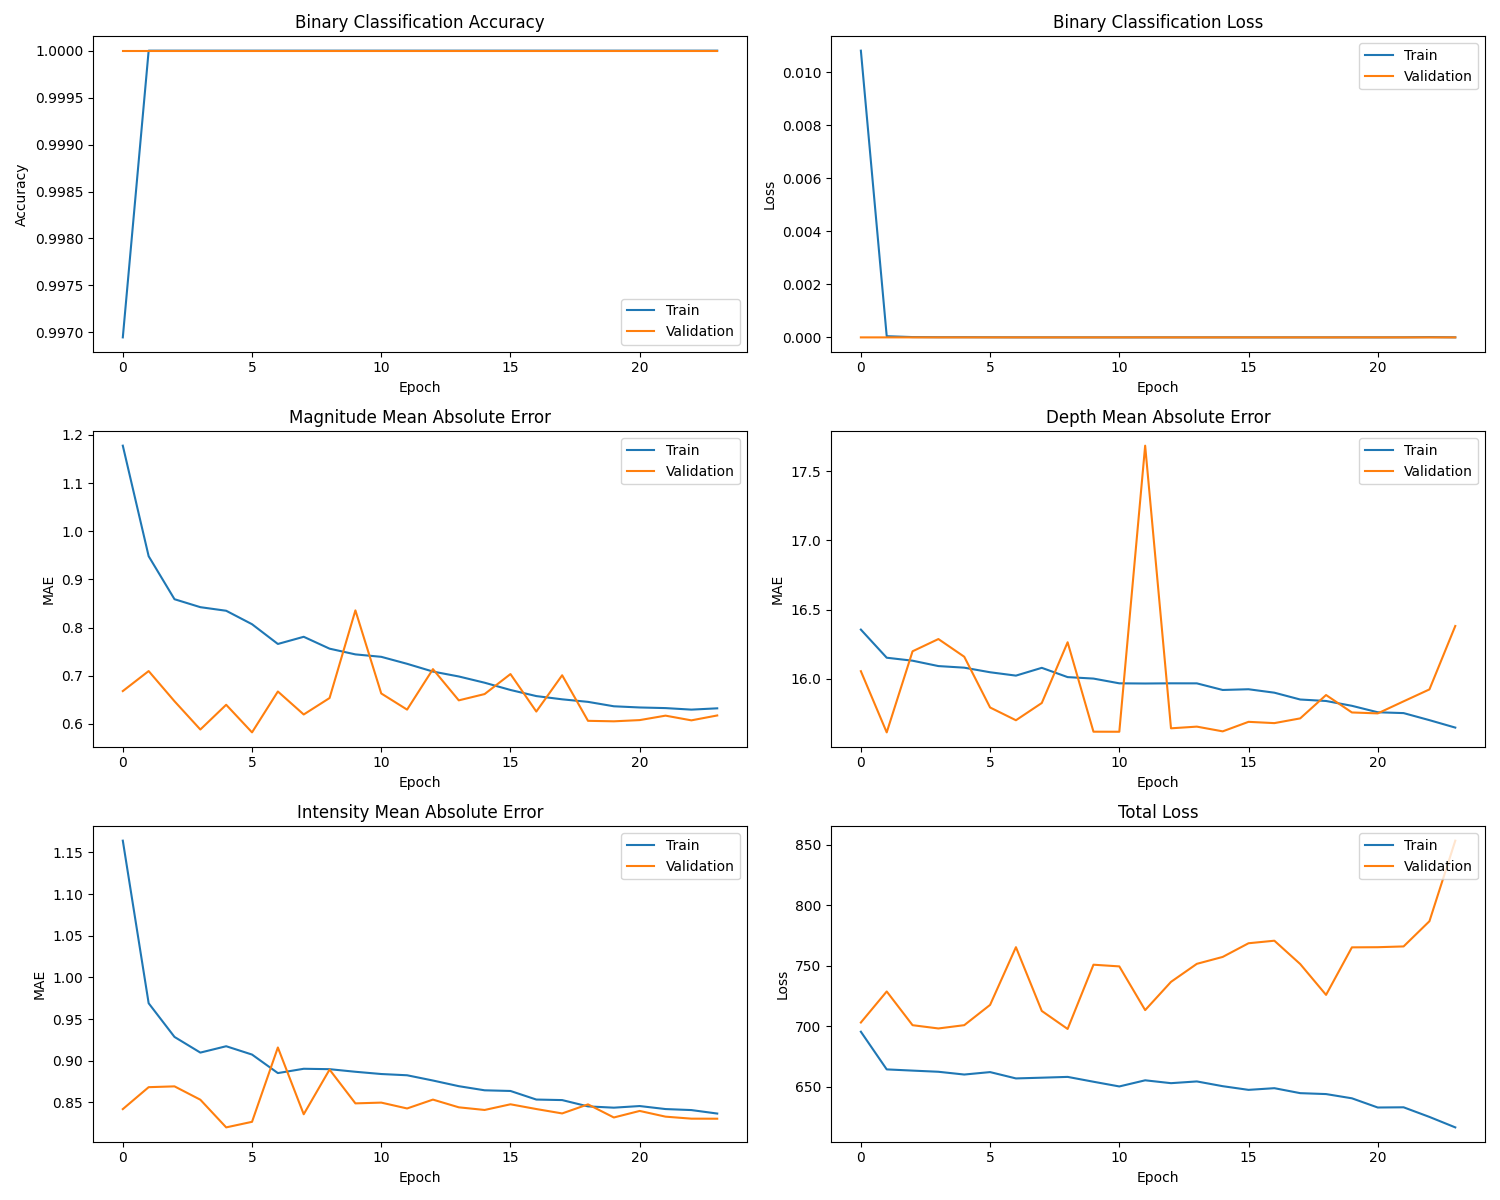 Binary Classification Accuracy
1.0000
0.9995
0.9990
0.9985
0.9980
0.9975
0.9970
Accuracy
Train
Validation
0 5 10 15 20
Epoch
Binary Classification Loss
0.010
0.008
0.006
0.004
0.002
0.000
Loss
Train
Validation
0 5 10 15 20
Epoch
Magnitude Mean Absolute Error
1.2
1.1
1.0
0.9
0.8
0.7
0.6
MAE
Train
Validation
0 5 10 15 20
Epoch
Depth Mean Absolute Error
17.5
17.0
16.5
16.0
MAE
Train
Validation
0 5 10 15 20
Epoch
Intensity Mean Absolute Error
1.15
1.10
1.05
1.00
0.95
0.90
0.85
MAE
Train
Validation
0 5 10 15 20
Epoch
Total Loss
850
800
750
700
650
Loss
Train
Validation
0 5 10 15 20
Epoch